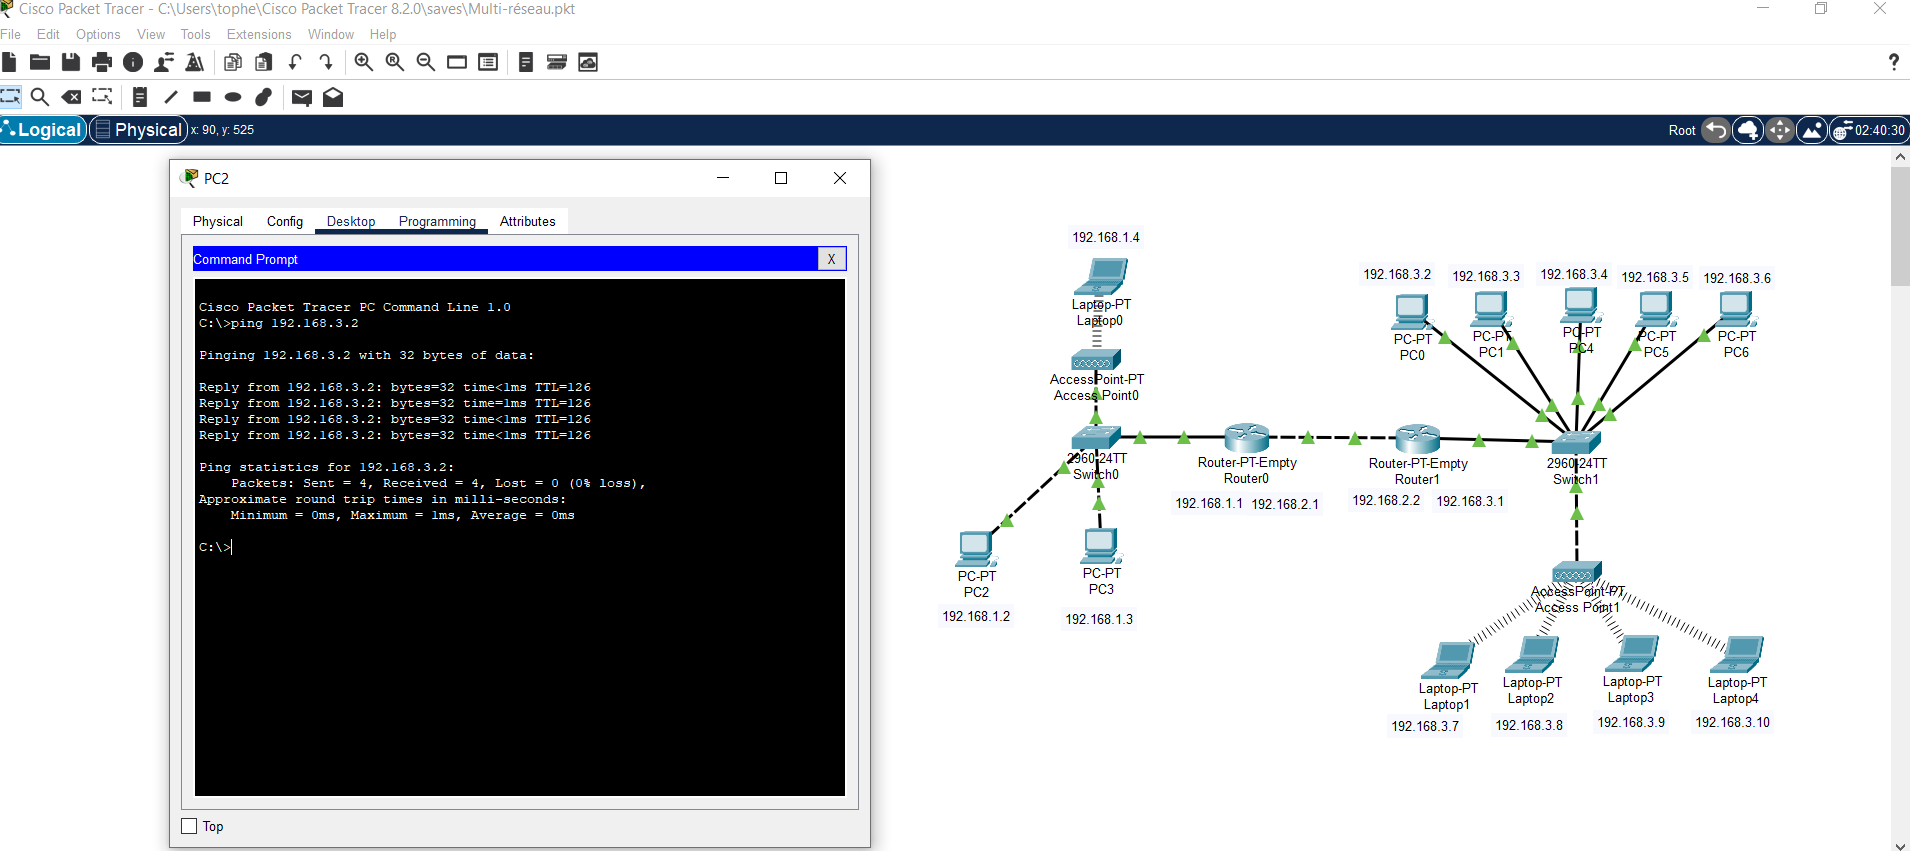 Cisco Packet Tracer - C:\Users\tophe\Cisco Packet Tracer 8.2.0\saves\Multi-réseau.pkt
File Edit Options View Tools Extensions Window Help
?
Logical Physical x: 90, y: 525 Root 02:40:30
PC2
Physical Config Desktop Programming Attributes
Command Prompt X
Cisco Packet Tracer PC Command Line 1.0
C:\>ping 192.168.3.2
Pinging 192.168.3.2 with 32 bytes of data:
Reply from 192.168.3.2: bytes=32 time<1ms TTL=126
Reply from 192.168.3.2: bytes=32 time=1ms TTL=126
Reply from 192.168.3.2: bytes=32 time<1ms TTL=126
Reply from 192.168.3.2: bytes=32 time<1ms TTL=126
Ping statistics for 192.168.3.2:
Packets: Sent = 4, Received = 4, Lost = 0 (0% loss),
Approximate round trip times in milli-seconds:
Minimum = 0ms, Maximum = 1ms, Average = 0ms
C:\>
Top
192.168.1.4
Laptop-PT
Laptop0
AccessPoint-PT
Access Point0
2960-24TT
Switch0
PC-PT
PC2
192.168.1.2
PC-PT
PC3
192.168.1.3
Router-PT-Empty
Router0
192.168.1.1 192.168.2.1
Router-PT-Empty
Router1
192.168.2.2 192.168.3.1
192.168.3.2 192.168.3.3 192.168.3.4 192.168.3.5 192.168.3.6
PC-PT
PC0
PC-PT
PC1
PC-PT
PC4
PC-PT
PC5
PC-PT
PC6
2960-24TT
Switch1
AccessPoint-PT
Access Point1
Laptop-PT
Laptop1
192.168.3.7
Laptop-PT
Laptop2
192.168.3.8
Laptop-PT
Laptop3
192.168.3.9
Laptop-PT
Laptop4
192.168.3.10